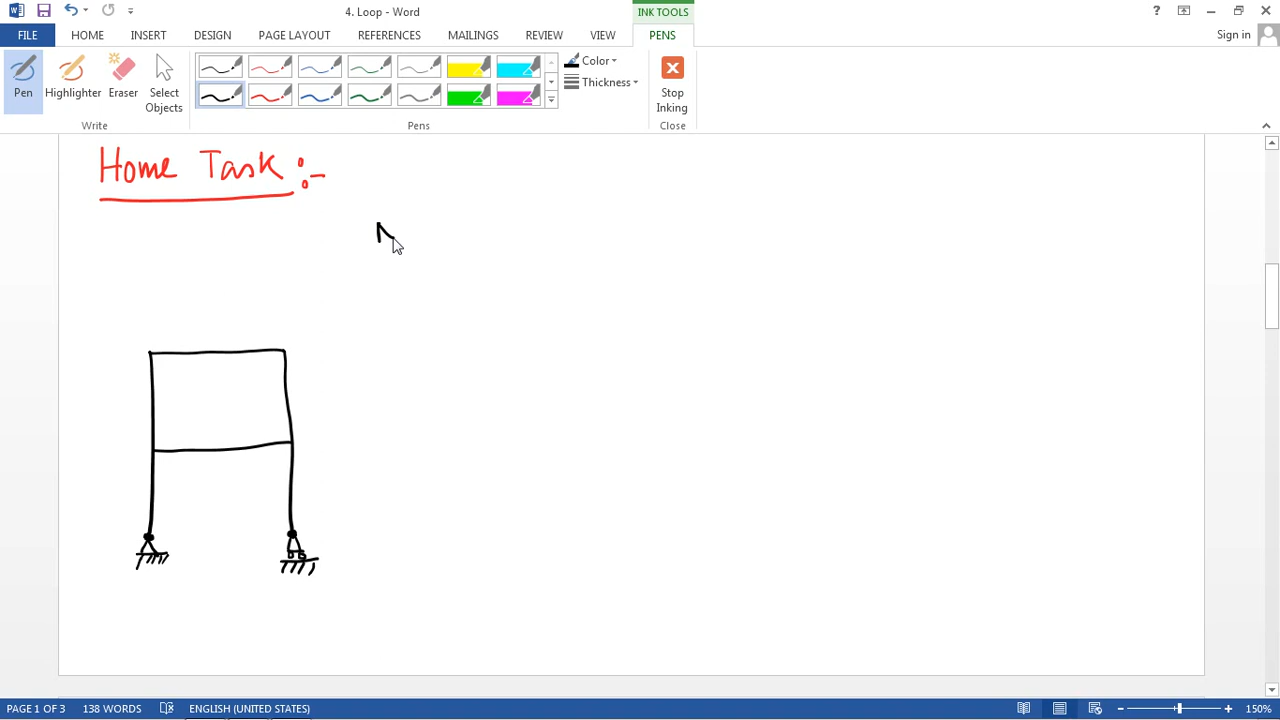 4. Loop - Word
INK TOOLS
FILE
HOME
INSERT
DESIGN
PAGE LAYOUT
REFERENCES
MAILINGS
REVIEW
VIEW
PENS
Sign in
Pen
Highlighter
Eraser
Select Objects
Color
Thickness
Stop Inking
Write
Pens
Close
Home Task :-
PAGE 1 OF 3
138 WORDS
ENGLISH (UNITED STATES)
150%